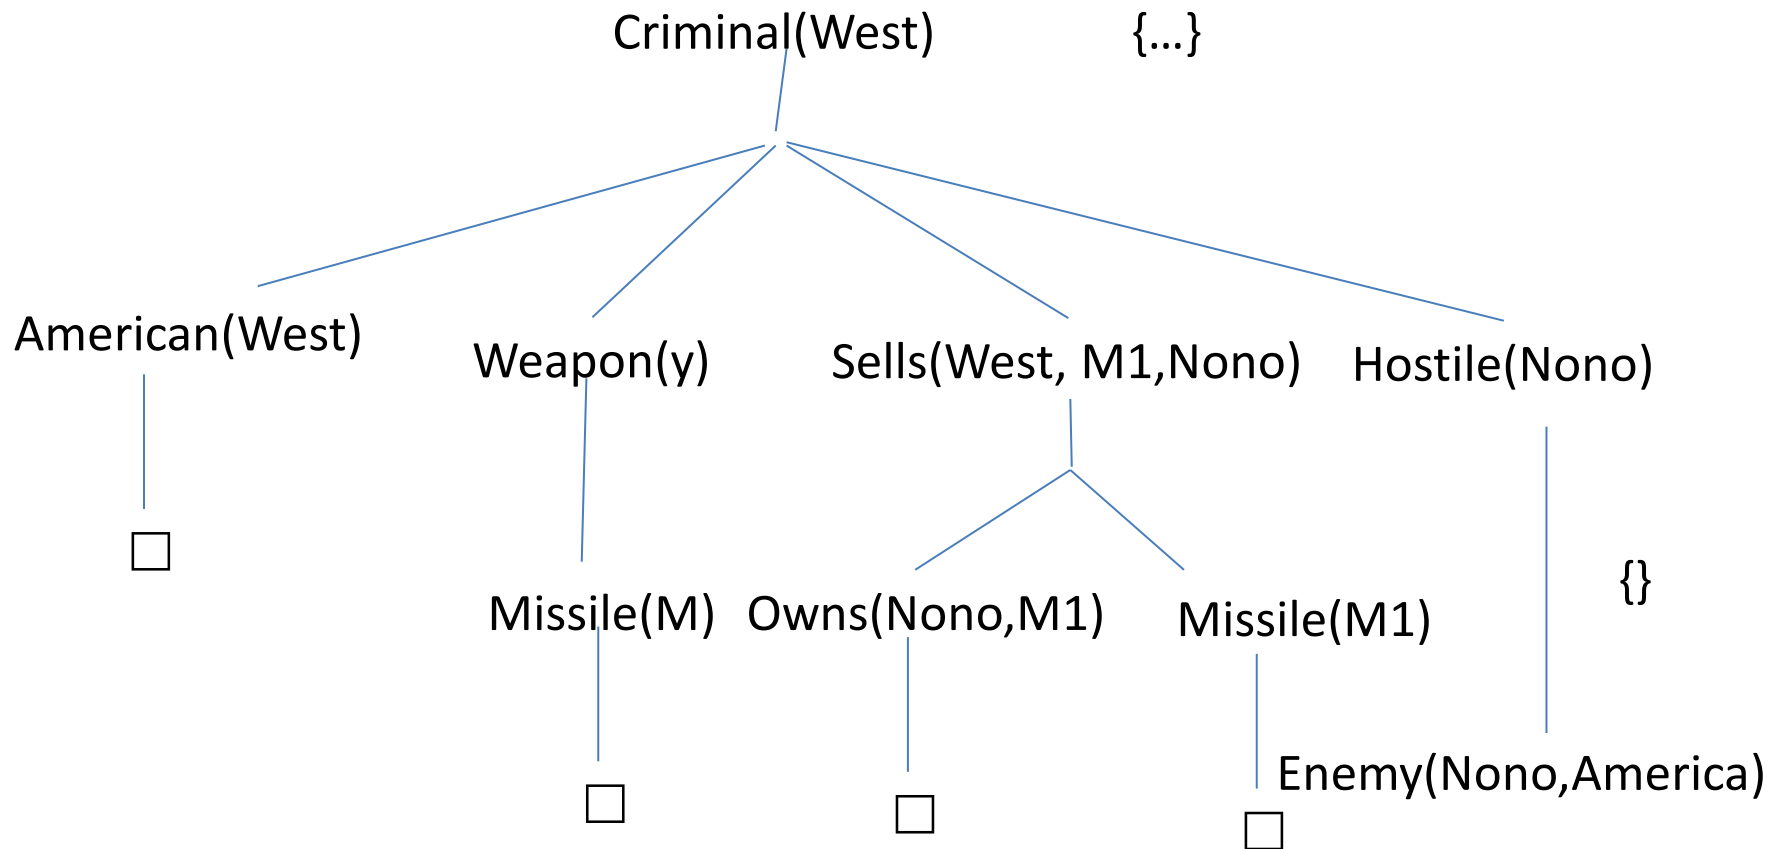 Criminal(West) {...}
American(West) Weapon(y) Sells(West, M1,Nono) Hostile(Nono)
□
{}
Missile(M) Owns(Nono,M1) Missile(M1)
Enemy(Nono,America)
□ □ □